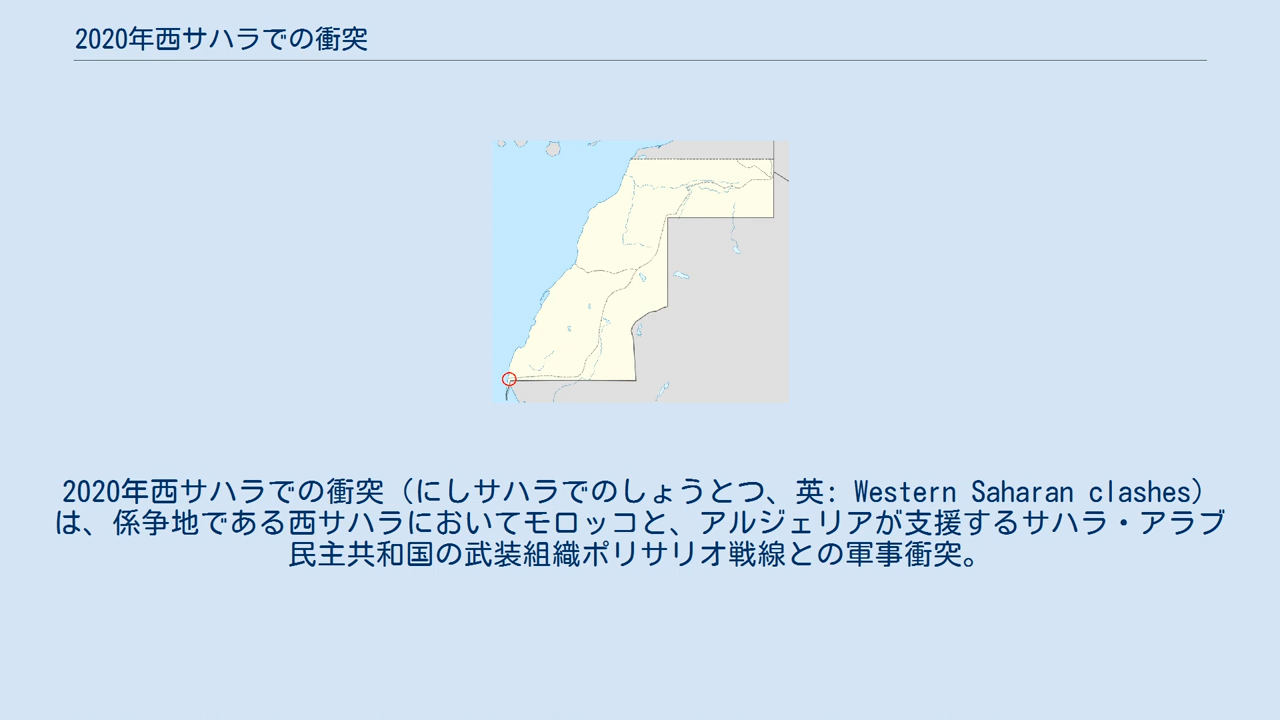 2020年西サハラでの衝突
2020年西サハラでの衝突（にしサハラでのしょうとつ、英: Western Saharan clashes）
は、係争地である西サハラにおいてモロッコと、アルジェリアが支援するサハラ・アラブ
民主共和国の武装組織ポリサリオ戦線との軍事衝突。